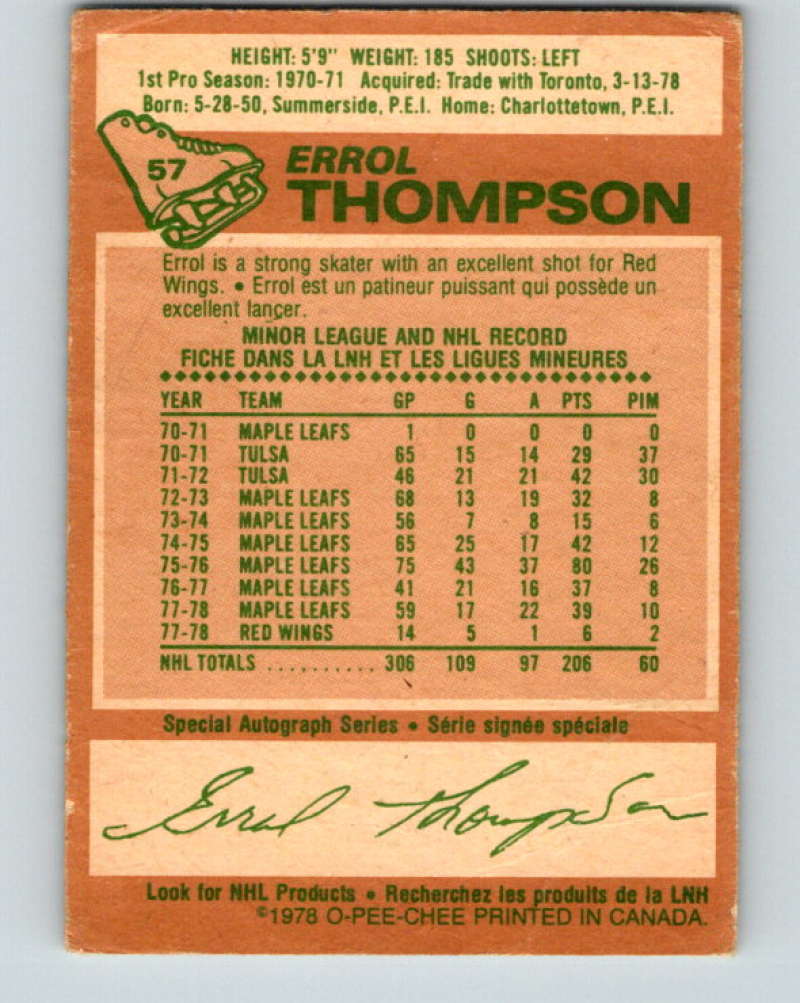 HEIGHT: 5'9" WEIGHT: 185 SHOOTS: LEFT
1st Pro Season: 1970-71 Acquired: Trade with Toronto, 3-13-78
Born: 5-28-50, Summerside, P.E.I. Home: Charlottetown, P.E.I.
57
ERROL
THOMPSON
Errol is a strong skater with an excellent shot for Red
Wings. • Errol est un patineur puissant qui possède un
excellent lancer.
MINOR LEAGUE AND NHL RECORD
FICHE DANS LA LNH ET LES LIGUES MINEURES
YEAR TEAM GP G A PTS PIM
70-71 MAPLE LEAFS 1 0 0 0 0
70-71 TULSA 65 15 14 29 37
71-72 TULSA 46 21 21 42 30
72-73 MAPLE LEAFS 68 13 19 32 8
73-74 MAPLE LEAFS 56 7 8 15 6
74-75 MAPLE LEAFS 65 25 17 42 12
75-76 MAPLE LEAFS 75 43 37 80 26
76-77 MAPLE LEAFS 41 21 16 37 8
77-78 MAPLE LEAFS 59 17 22 39 10
77-78 RED WINGS 14 5 1 6 2
NHL TOTALS .......... 306 109 97 206 60
Special Autograph Series • Série signée spéciale
Errol Thompson
Look for NHL Products • Recherchez les produits de la LNH
©1978 O-PEE-CHEE PRINTED IN CANADA.